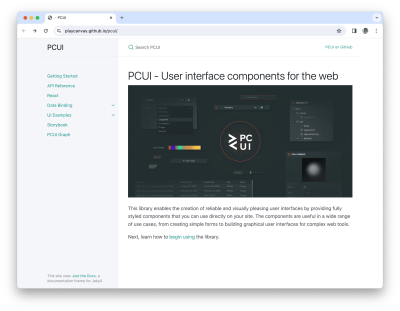 - PCUI
playcanvas.github.io/pcui/
PCUI
Search PCUI
PCUI on GitHub
Getting Started
API Reference
React
Data Binding
UI Examples
Storybook
PCUI Graph
PCUI - User interface components for the web
PC
UI
This library enables the creation of reliable and visually pleasing user interfaces by providing fully
styled components that you can use directly on your site. The components are useful in a wide range
of use cases, from creating simple forms to building graphical user interfaces for complex web tools.
Next, learn how to begin using the library.
This site uses Just the Docs, a
documentation theme for Jekyll.